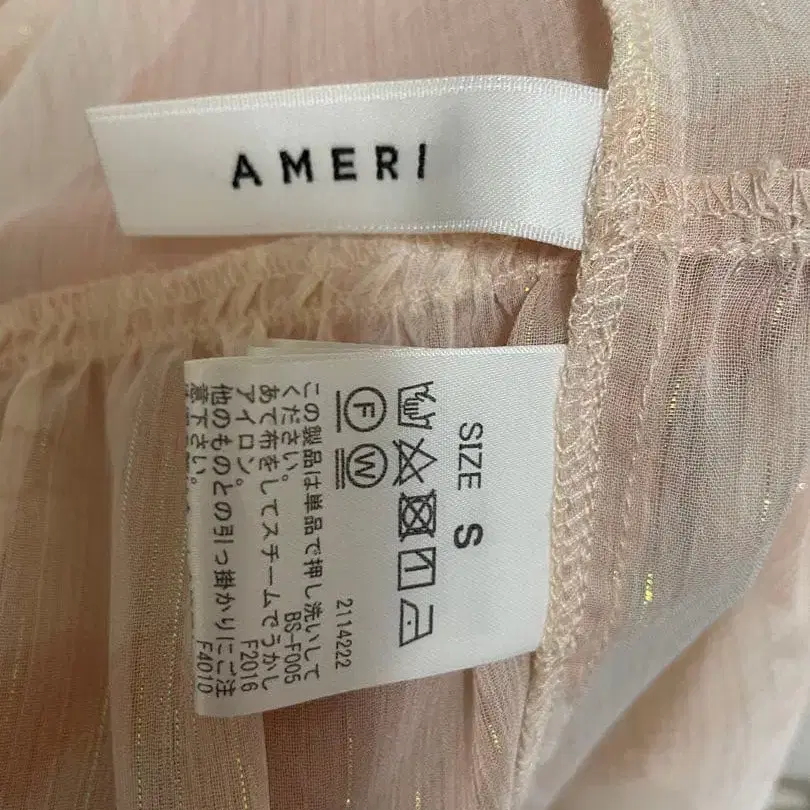 AMERI
SIZE S
Ⓕ
Ⓦ
2114222
この製品は単品で押し洗いして
ください。
BS-F005
あて布をしてスチームでうかし
アイロン。
F2016
他のものとの引っ掛かりにご注
意下さい。
F4010